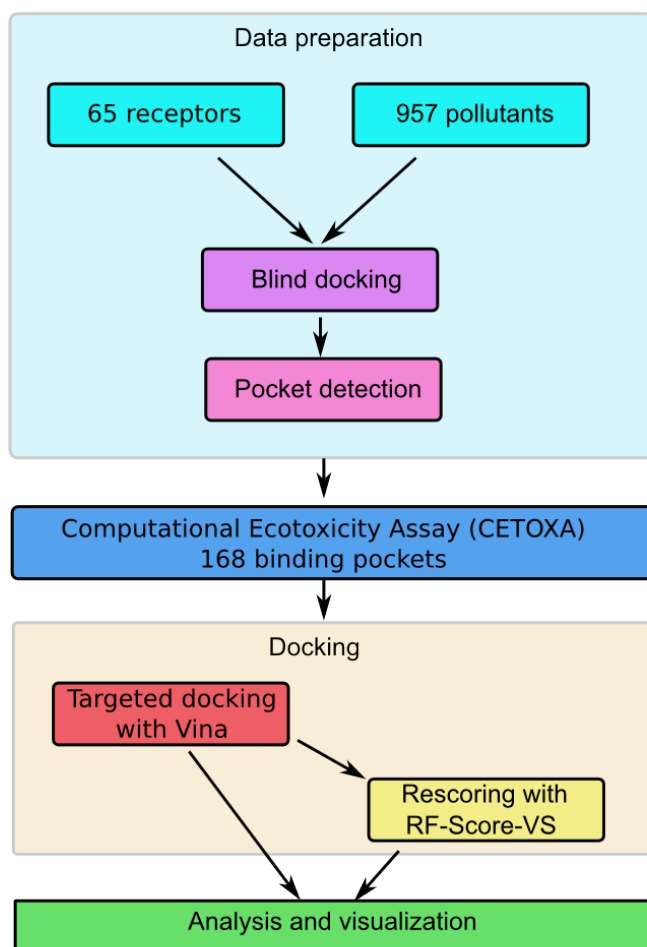 Data preparation
65 receptors
957 pollutants
Blind docking
Pocket detection
Computational Ecotoxicity Assay (CETOXA)
168 binding pockets
Docking
Targeted docking
with Vina
Rescoring with
RF-Score-VS
Analysis and visualization